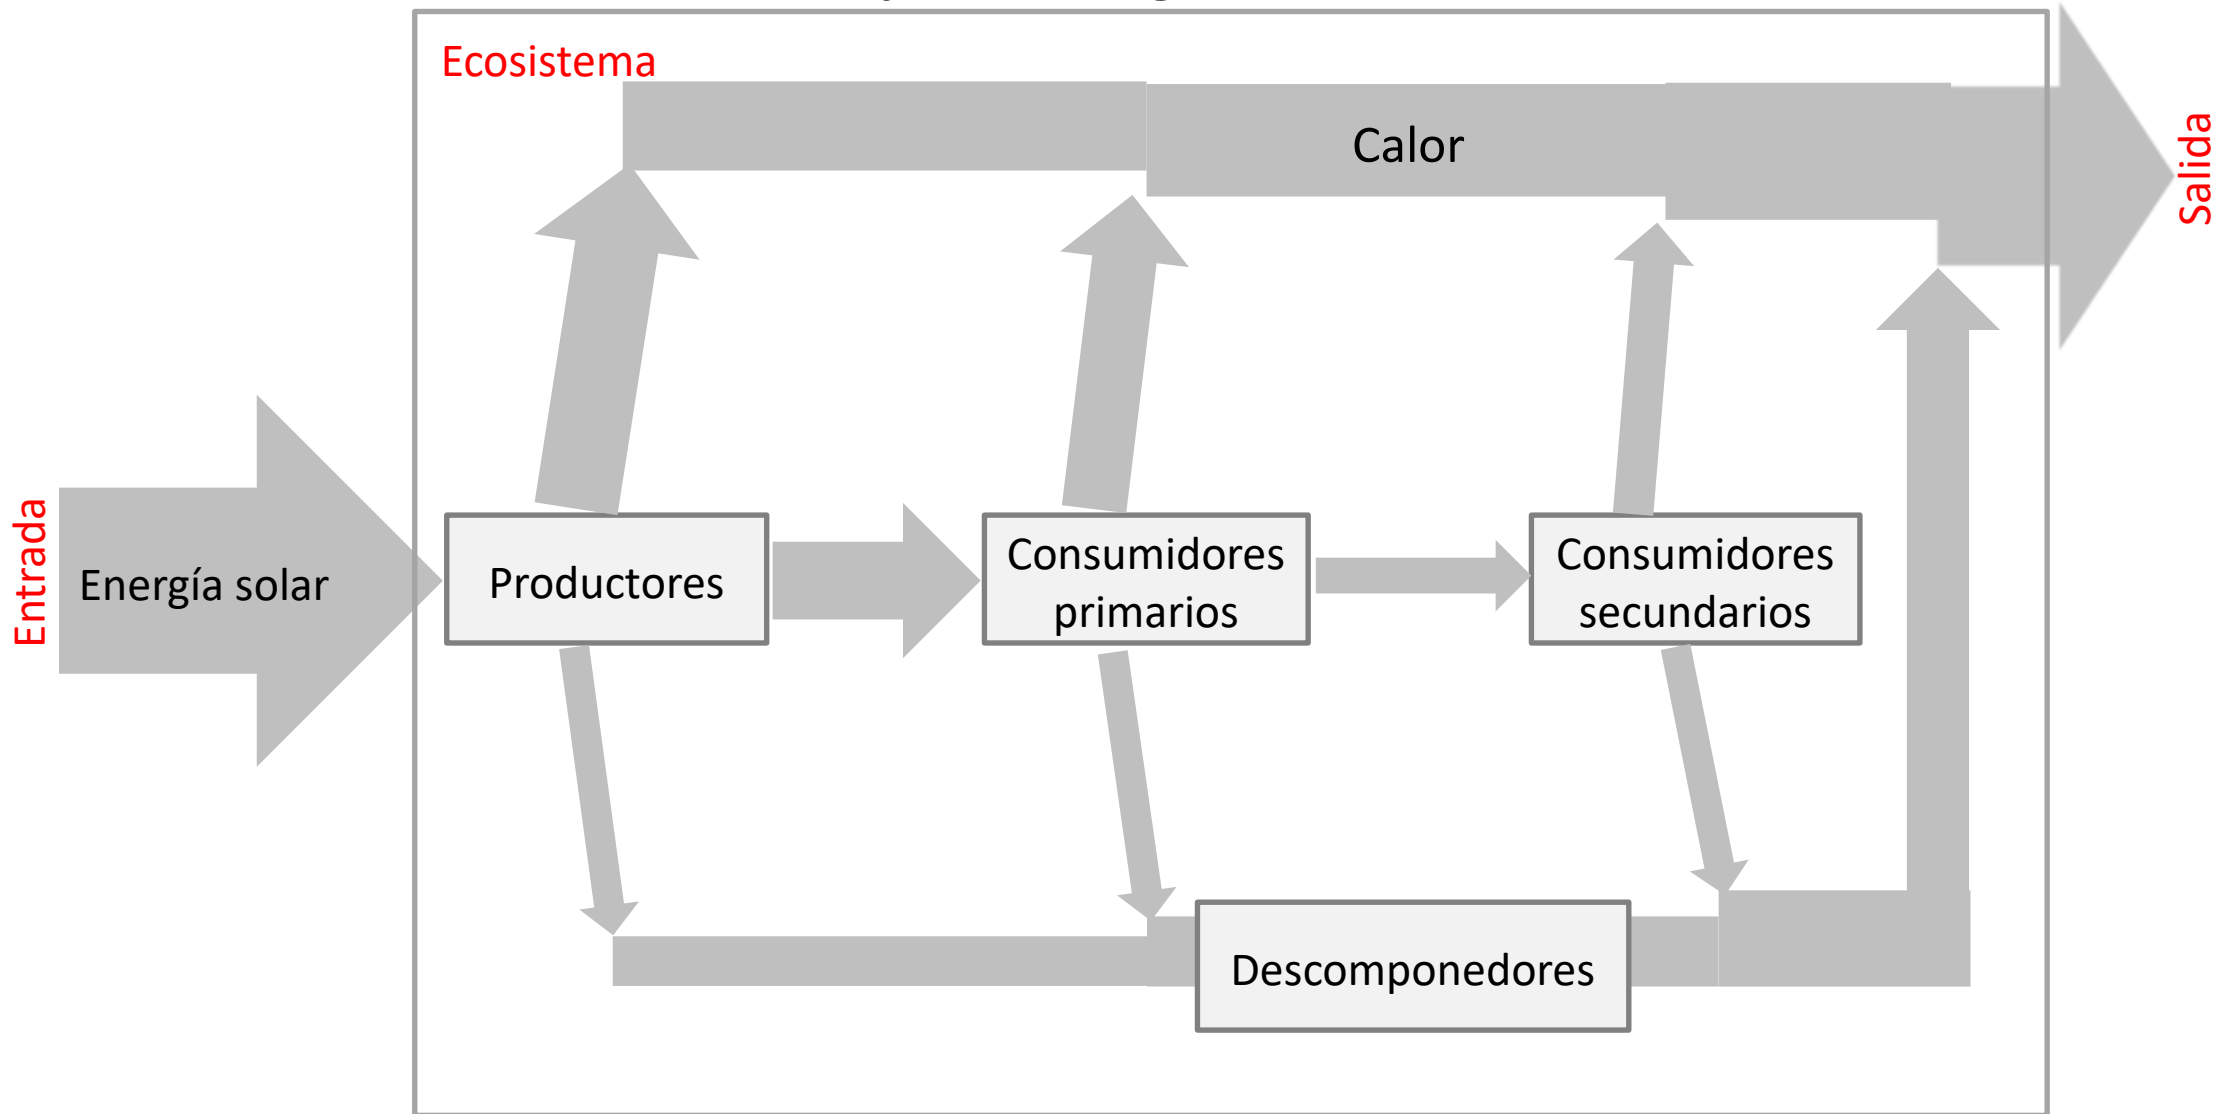 Ecosistema
Calor
Salida
Entrada
Energía solar
Productores
Consumidores
primarios
Consumidores
secundarios
Descomponedores